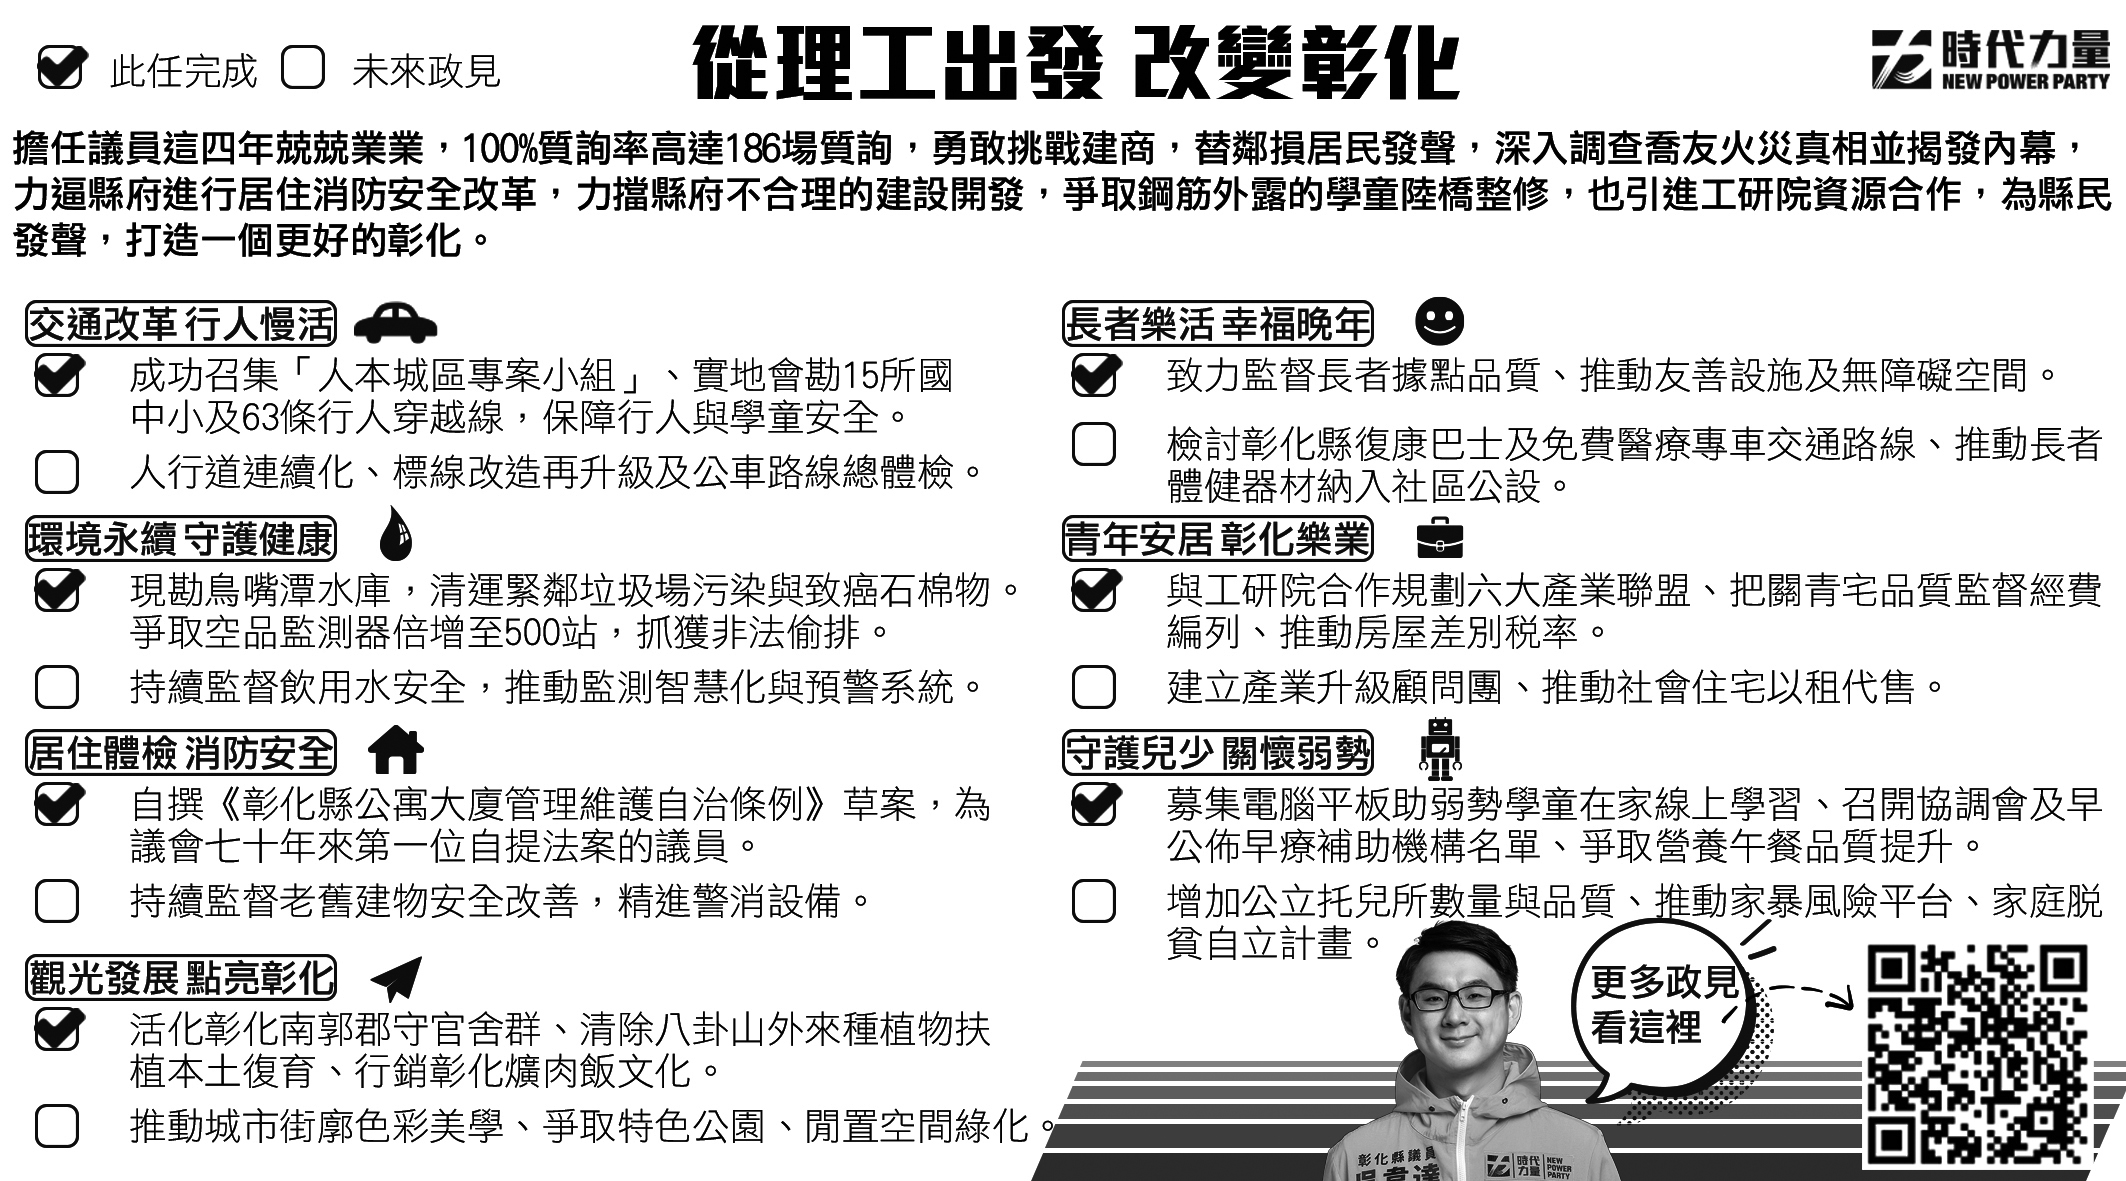 此任完成 未來政見
從理工出發 改變彰化
時代力量
NEW POWER PARTY
擔任議員這四年兢兢業業，100%質詢率高達186場質詢，勇敢挑戰建商，替鄰損居民發聲，深入調查喬友火災真相並揭發內幕，
力逼縣府進行居住消防安全改革，力擋縣府不合理的建設開發，爭取鋼筋外露的學童陸橋整修，也引進工研院資源合作，為縣民
發聲，打造一個更好的彰化。
交通改革 行人慢活
成功召集「人本城區專案小組」、實地會勘15所國
中小及63條行人穿越線，保障行人與學童安全。
人行道連續化、標線改造再升級及公車路線總體檢。
環境永續 守護健康
現勘鳥嘴潭水庫，清運緊鄰垃圾場污染與致癌石棉物。
爭取空品監測器倍增至500站，抓獲非法偷排。
持續監督飲用水安全，推動監測智慧化與預警系統。
居住體檢 消防安全
自撰《彰化縣公寓大廈管理維護自治條例》草案，為
議會七十年來第一位自提法案的議員。
持續監督老舊建物安全改善，精進警消設備。
觀光發展 點亮彰化
活化彰化南郭郡守官舍群、清除八卦山外來種植物扶
植本土復育、行銷彰化爌肉飯文化。
推動城市街廓色彩美學、爭取特色公園、閒置空間綠化。
長者樂活 幸福晚年
致力監督長者據點品質、推動友善設施及無障礙空間。
檢討彰化縣復康巴士及免費醫療專車交通路線、推動長者
體健器材納入社區公設。
青年安居 彰化樂業
與工研院合作規劃六大產業聯盟、把關青宅品質監督經費
編列、推動房屋差別税率。
建立產業升級顧問團、推動社會住宅以租代售。
守護兒少 關懷弱勢
募集電腦平板助弱勢學童在家線上學習、召開協調會及早
公佈早療補助機構名單、爭取營養午餐品質提升。
增加公立托兒所數量與品質、推動家暴風險平台、家庭脫
貧自立計畫。
更多政見
看這裡
彰化縣議員
吳韋達
時代
力量
NEW
POWER
PARTY